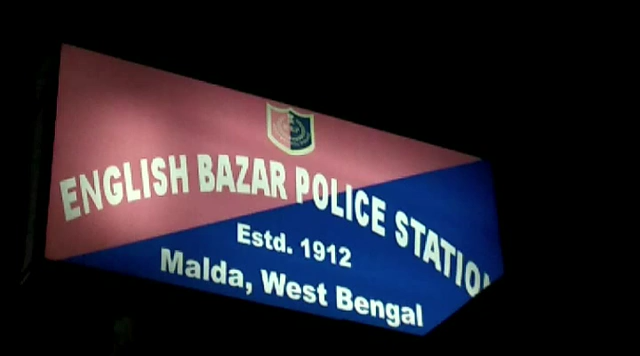 ENGLISH BAZAR POLICE STATION
Estd. 1912
Malda, West Bengal